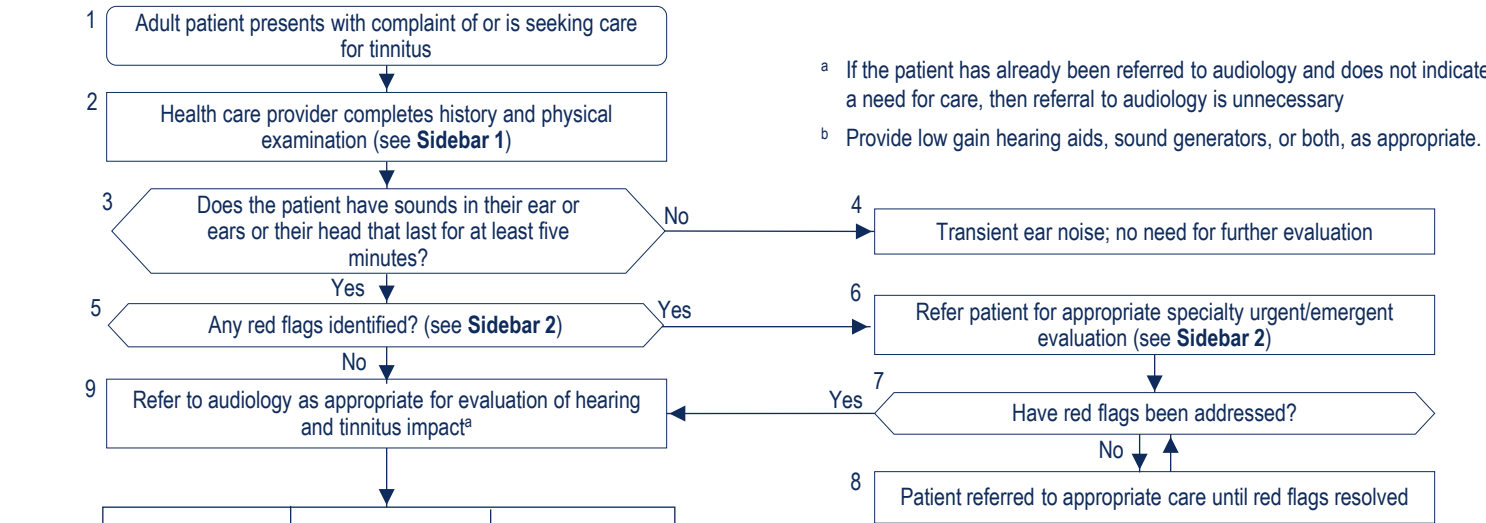 1
Adult patient presents with complaint of or is seeking care
for tinnitus
a If the patient has already been referred to audiology and does not indicate
a need for care, then referral to audiology is unnecessary
b Provide low gain hearing aids, sound generators, or both, as appropriate.
2
Health care provider completes history and physical
examination (see Sidebar 1)
3
Does the patient have sounds in their ear or
ears or their head that last for at least five
minutes?
No
4
Transient ear noise; no need for further evaluation
Yes
5
Any red flags identified? (see Sidebar 2)
Yes
6
Refer patient for appropriate specialty urgent/emergent
evaluation (see Sidebar 2)
No
7
Have red flags been addressed?
Yes
9
Refer to audiology as appropriate for evaluation of hearing
and tinnitus impacta
No
8
Patient referred to appropriate care until red flags resolved